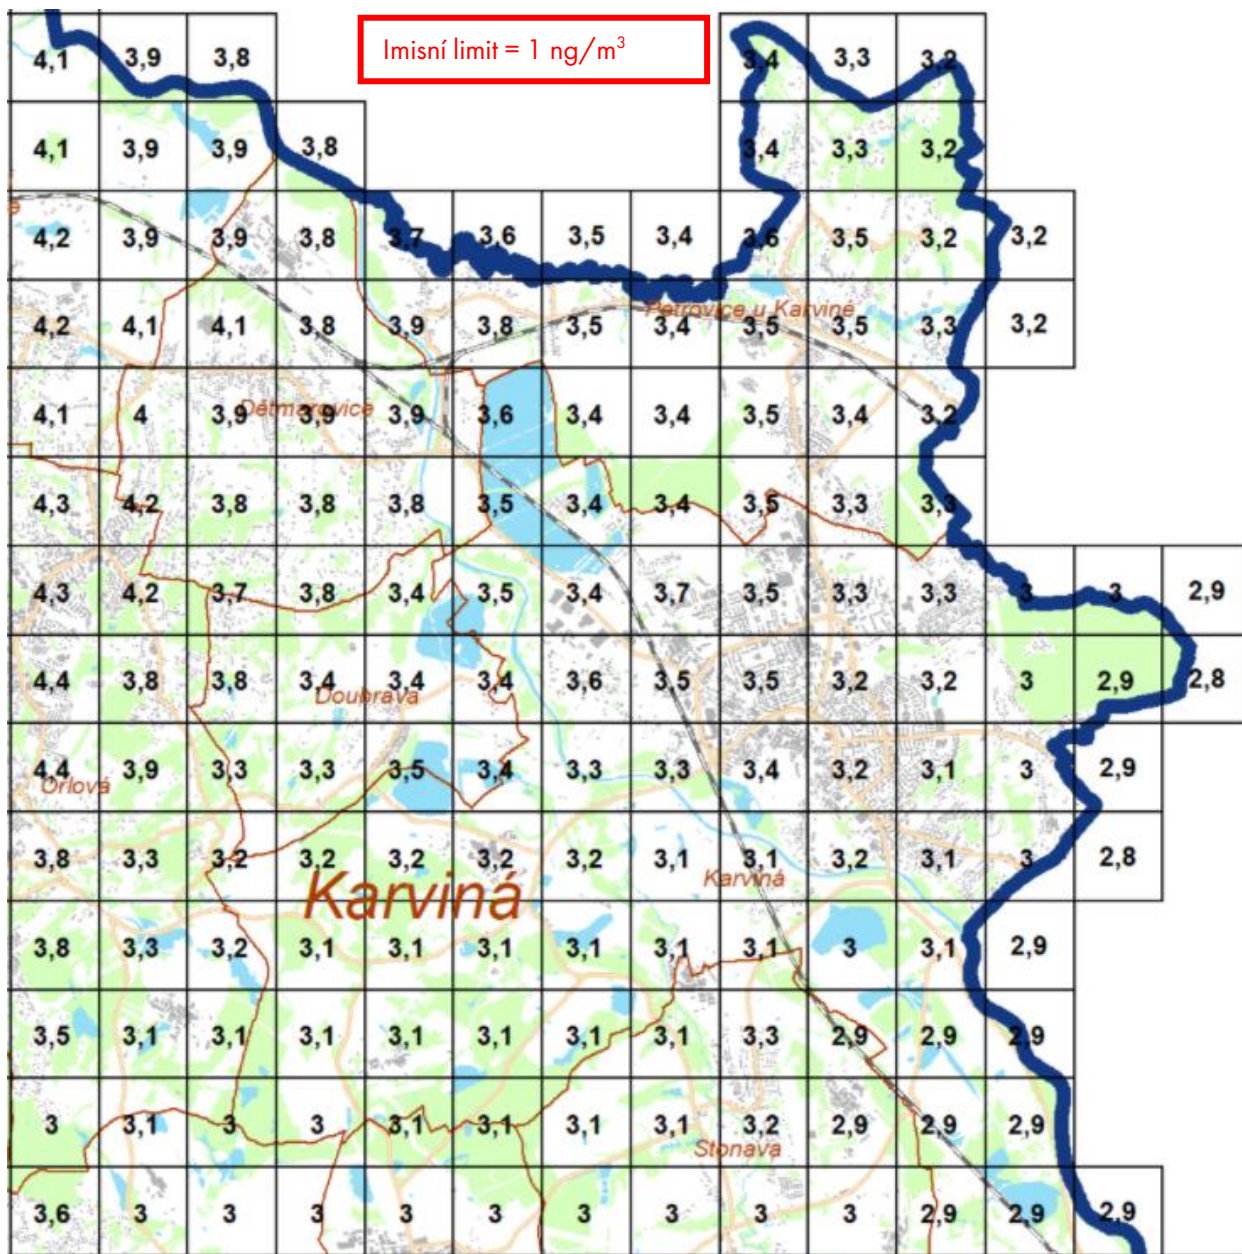 Imisní limit = 1 ng/m³
4,1 3,9 3,8 3,4 3,3 3,2
4,1 3,9 3,9 3,8 3,4 3,3 3,2
4,2 3,9 3,9 3,8 3,7 3,6 3,5 3,4 3,6 3,5 3,2 3,2
Petrovice u Karviné
4,2 4,1 4,1 3,8 3,9 3,8 3,5 3,4 3,5 3,5 3,3 3,2
Dětmarovice
4,1 4 3,9 3,9 3,9 3,6 3,4 3,4 3,5 3,4 3,2
4,3 4,2 3,8 3,8 3,8 3,5 3,4 3,4 3,5 3,3 3,3
4,3 4,2 3,7 3,8 3,4 3,5 3,4 3,7 3,5 3,3 3,3 3 3 2,9
4,4 3,8 3,8 3,4 3,4 3,4 3,6 3,5 3,5 3,2 3,2 3 2,9 2,8
Doubrava
4,4 3,9 3,3 3,3 3,5 3,4 3,3 3,3 3,4 3,2 3,1 3 2,9
Orlová
3,8 3,3 3,2 3,2 3,2 3,2 3,2 3,1 3,1 3,2 3,1 3 2,8
Karviná
Karviná
3,8 3,3 3,2 3,1 3,1 3,1 3,1 3,1 3,1 3 3,1 2,9
3,5 3,1 3,1 3,1 3,1 3,1 3,1 3,1 3,3 2,9 2,9 2,9
3 3,1 3 3 3,1 3,1 3,1 3,1 3,2 2,9 2,9 2,9
Stonava
3,6 3 3 3 3 3 3 3 3 3 2,9 2,9 2,9